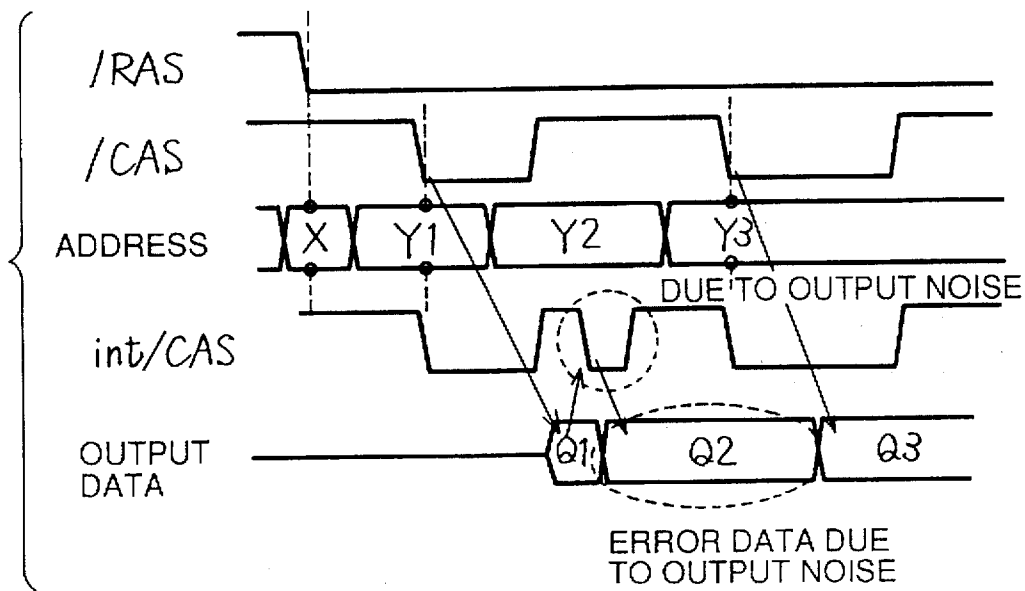 /RAS
/CAS
ADDRESS X Y1 Y2 Y3
DUE TO OUTPUT NOISE
int/CAS
OUTPUT
DATA
Q1 Q2 Q3
ERROR DATA DUE
TO OUTPUT NOISE